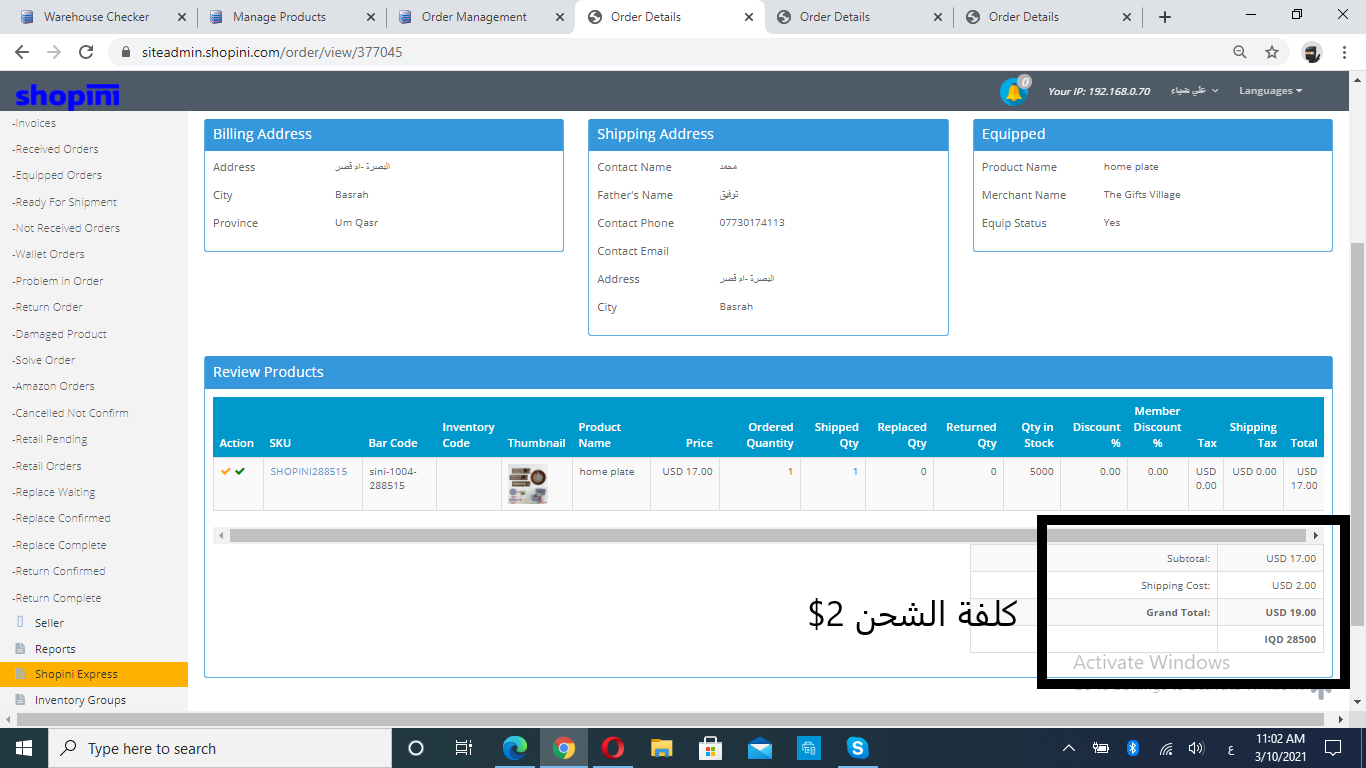 Warehouse Checker
Manage Products
Order Management
Order Details
Order Details
Order Details
siteadmin.shopini.com/order/view/377045
shopini
0
Your IP: 192.168.0.70
علي ضياء
Languages
-Invoices
-Received Orders
-Equipped Orders
-Ready For Shipment
-Not Received Orders
-Wallet Orders
-Problem in Order
-Return Order
-Damaged Product
-Solve Order
-Amazon Orders
-Cancelled Not Confirm
-Retail Pending
-Retail Orders
-Replace Waiting
-Replace Confirmed
-Replace Complete
-Return Confirmed
-Return Complete
Seller
Reports
Shopini Express
Inventory Groups
Billing Address
Address البصرة -ام قصر
City Basrah
Province Um Qasr
Shipping Address
Contact Name محمد
Father's Name توفيق
Contact Phone 07730174113
Contact Email
Address البصرة -ام قصر
City Basrah
Equipped
Product Name home plate
Merchant Name The Gifts Village
Equip Status Yes
Review Products
Action SKU Bar Code Inventory Code Thumbnail Product Name Price Ordered Quantity Shipped Qty Replaced Qty Returned Qty Qty in Stock Discount % Member Discount % Tax Shipping Tax Total
SHOPINI288515 sini-1004-288515 home plate USD 17.00 1 1 0 0 5000 0.00 0.00 USD 0.00 USD 0.00 USD 17.00
Subtotal: USD 17.00
Shipping Cost: USD 2.00
Grand Total: USD 19.00
IQD 28500
كلفة الشحن 2$
Activate Windows
Type here to search
ع
11:02 AM
3/10/2021